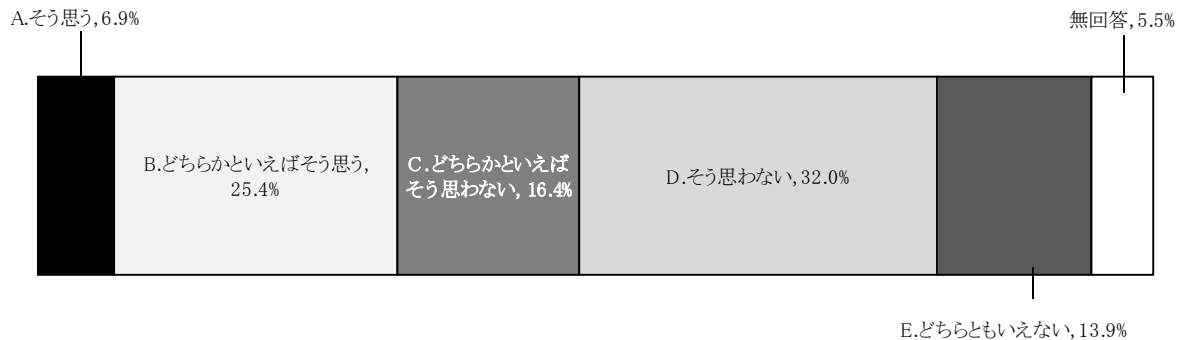 A.そう思う,6.9%
無回答,5.5%
B.どちらかといえばそう思う,
25.4%
C.どちらかといえば
そう思わない, 16.4%
D.そう思わない,32.0%
E.どちらともいえない,13.9%